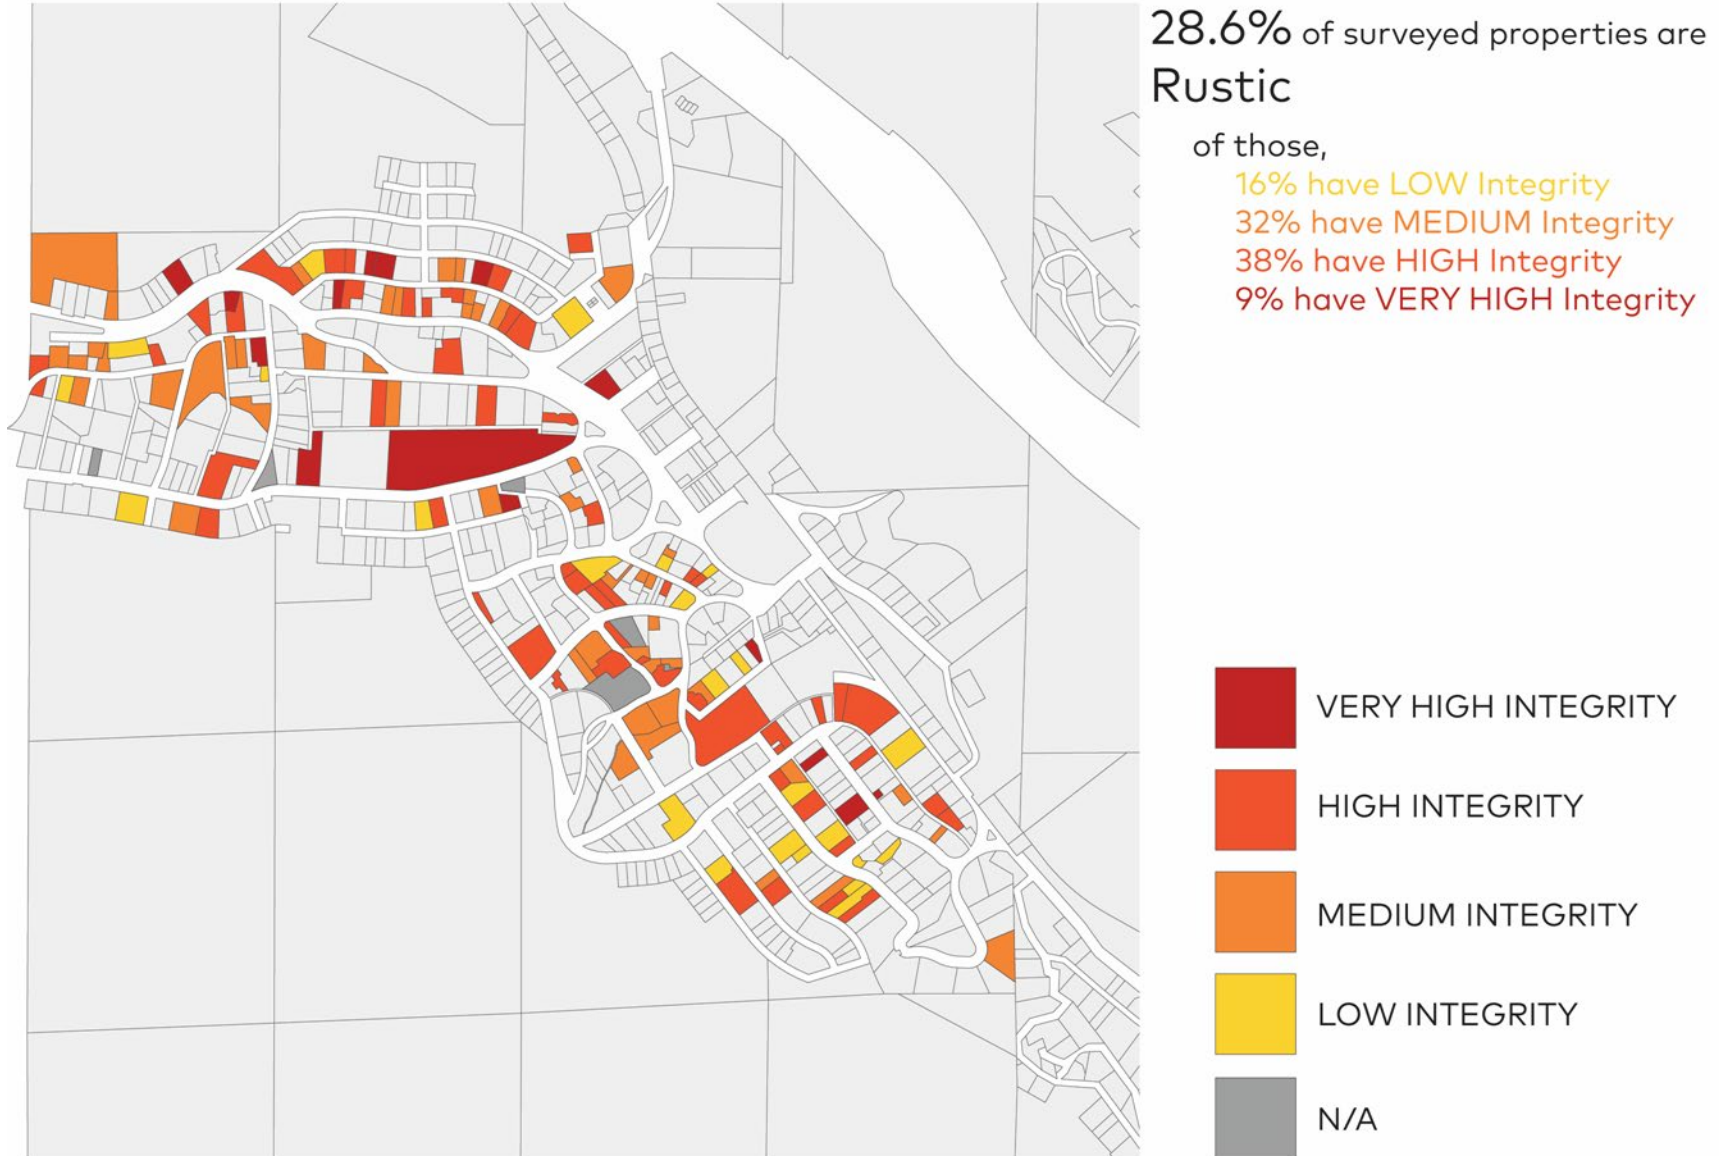 28.6% of surveyed properties are
Rustic
of those,
16% have LOW Integrity
32% have MEDIUM Integrity
38% have HIGH Integrity
9% have VERY HIGH Integrity
VERY HIGH INTEGRITY
HIGH INTEGRITY
MEDIUM INTEGRITY
LOW INTEGRITY
N/A